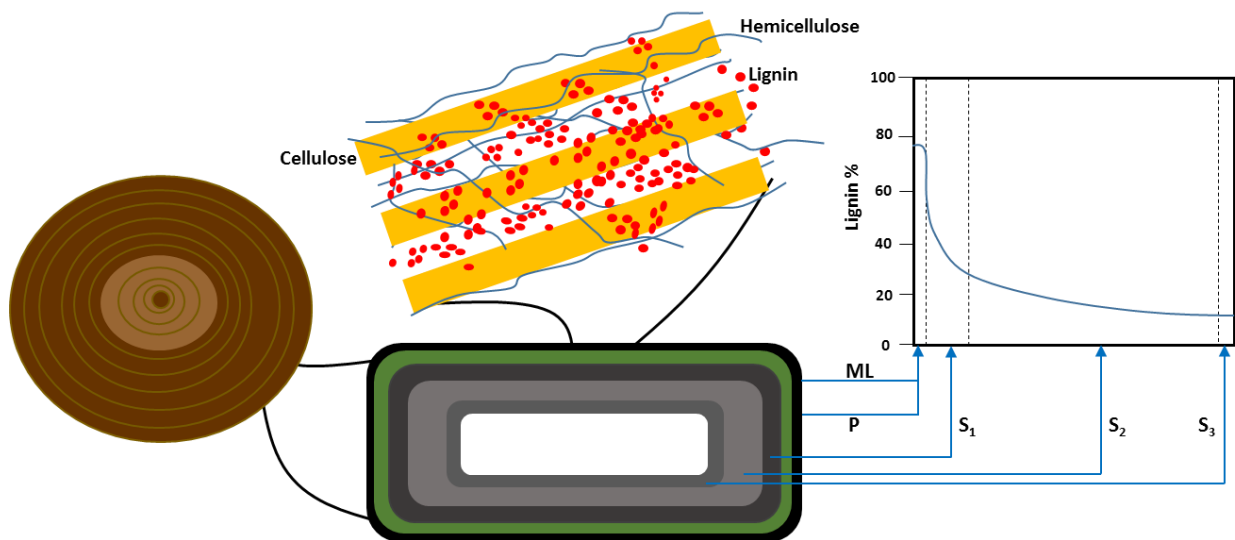 Hemicellulose
Lignin
Cellulose
Lignin %
100
80
60
40
20
0
ML
P
S₁
S₂
S₃